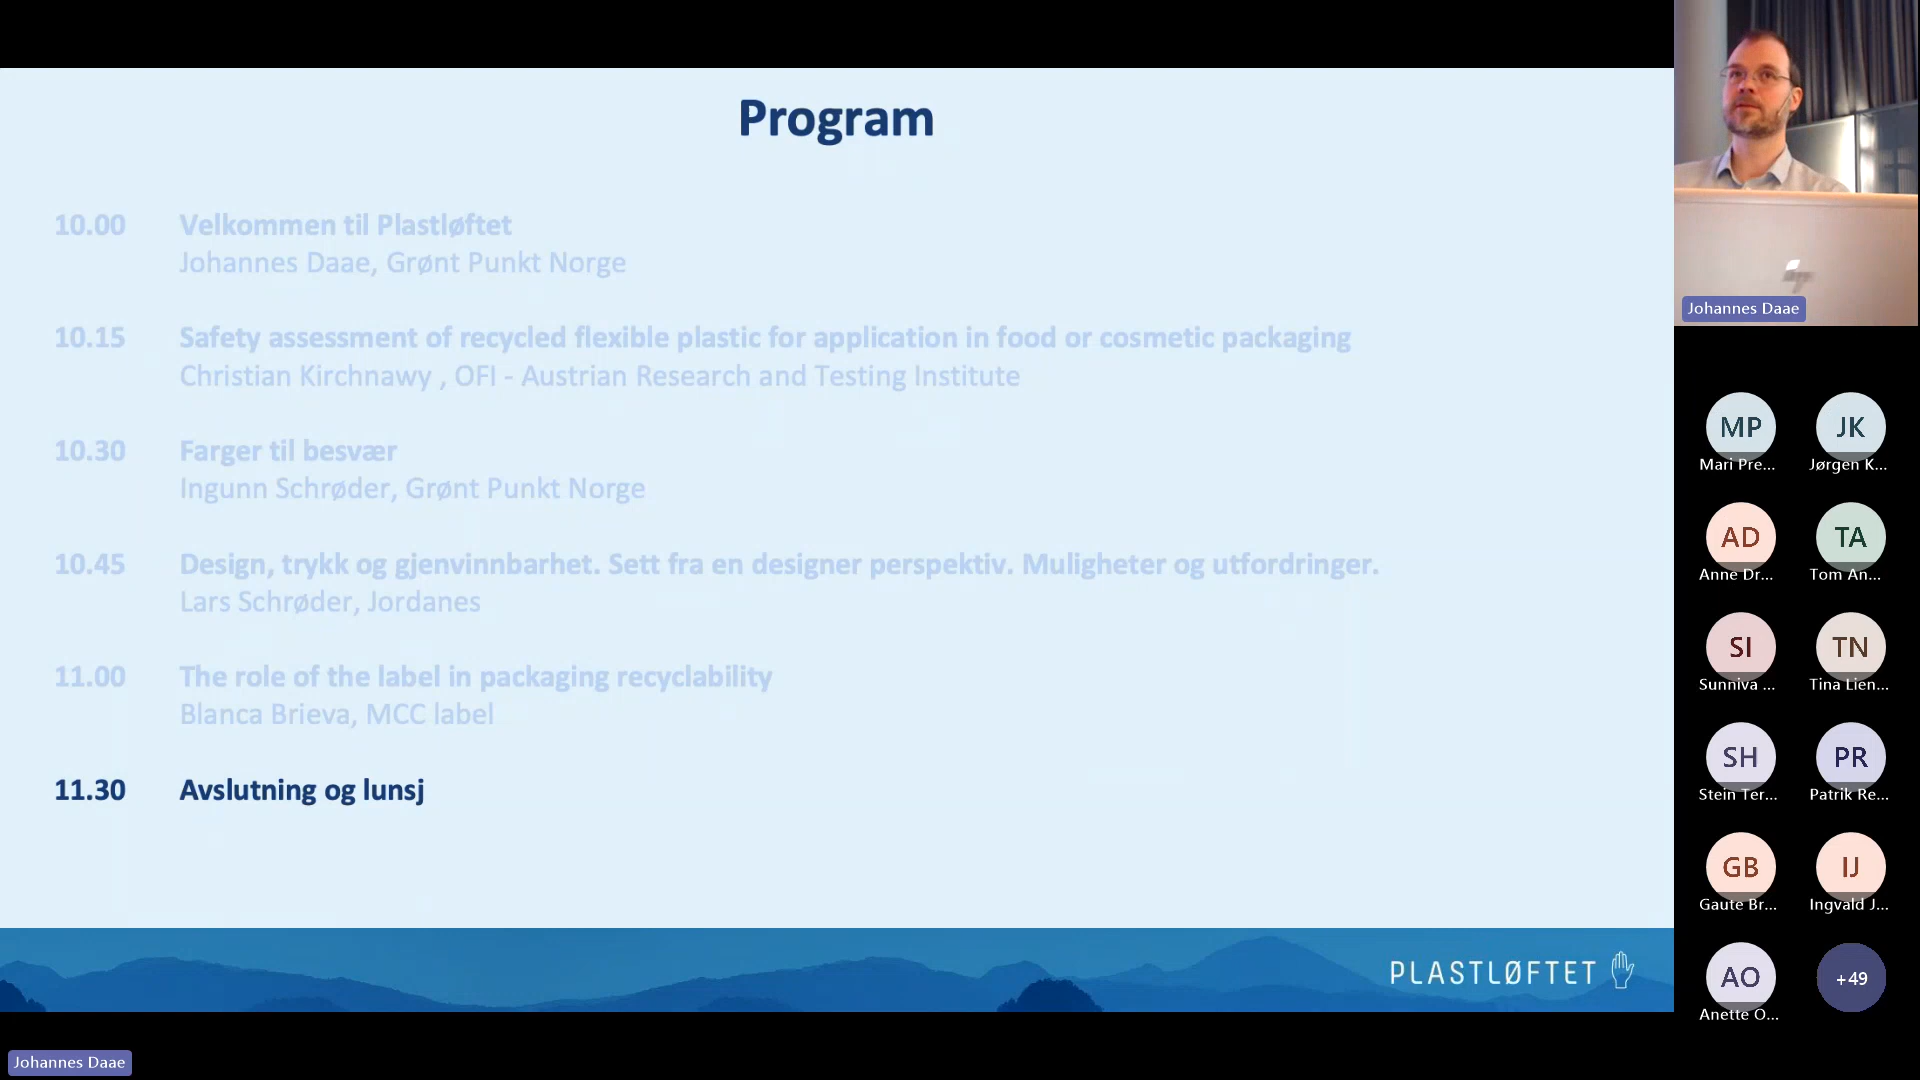 Program
10.00 Velkommen til Plastløftet
Johannes Daae, Grønt Punkt Norge
10.15 Safety assessment of recycled flexible plastic for application in food or cosmetic packaging
Christian Kirchnawy , OFI - Austrian Research and Testing Institute
10.30 Farger til besvær
Ingunn Schrøder, Grønt Punkt Norge
10.45 Design, trykk og gjenvinnbarhet. Sett fra en designer perspektiv. Muligheter og utfordringer.
Lars Schrøder, Jordanes
11.00 The role of the label in packaging recyclability
Blanca Brieva, MCC label
11.30 Avslutning og lunsj
PLASTLØFTET
Johannes Daae
Johannes Daae
MP JK
Mari Pre... Jørgen K...
AD TA
Anne Dr... Tom An...
SI TN
Sunniva ... Tina Lien...
SH PR
Stein Ter... Patrik Re...
GB IJ
Gaute Br... Ingvald J...
AO +49
Anette O...